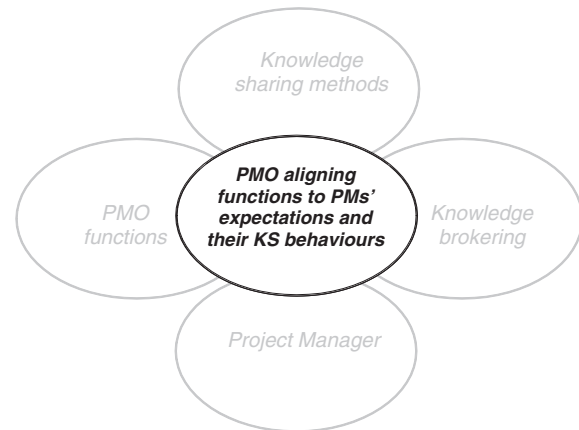 Knowledge
sharing methods
PMO aligning
functions to PMs’
expectations and
their KS behaviours
PMO
functions
Knowledge
brokering
Project Manager